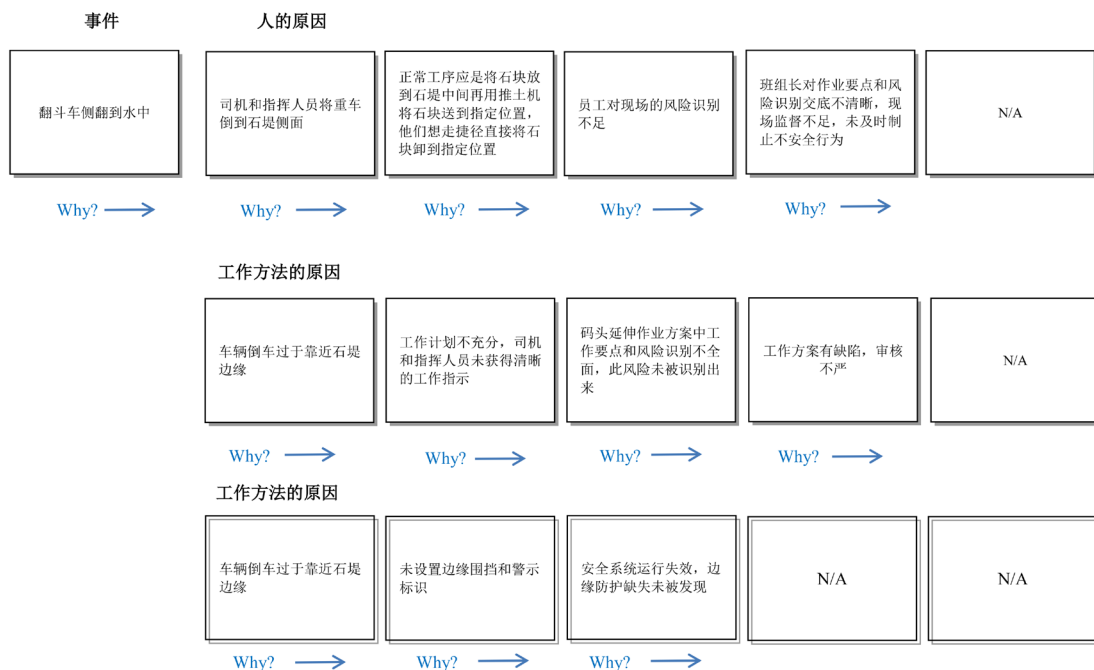 事件
人的原因
翻斗车侧翻到水中
司机和指挥人员将重车
倒到石堤侧面
正常工序应是将石块放
到石堤中间再用推土机
将石块送到指定位置，
他们想走捷径直接将石
块卸到指定位置
员工对现场的风险识别
不足
班组长对作业要点和风
险识别交底不清晰，现
场监督不足，未及时制
止不安全行为
N/A
Why?
Why?
Why?
Why?
Why?
工作方法的原因
车辆倒车过于靠近石堤
边缘
工作计划不充分，司机
和指挥人员未获得清晰
的工作指示
码头延伸作业方案中工
作要点和风险识别不全
面，此风险未被识别出
来
工作方案有缺陷，审核
不严
N/A
Why?
Why?
Why?
Why?
工作方法的原因
车辆倒车过于靠近石堤
边缘
未设置边缘围挡和警示
标识
安全系统运行失效，边
缘防护缺失未被发现
N/A
N/A
Why?
Why?
Why?